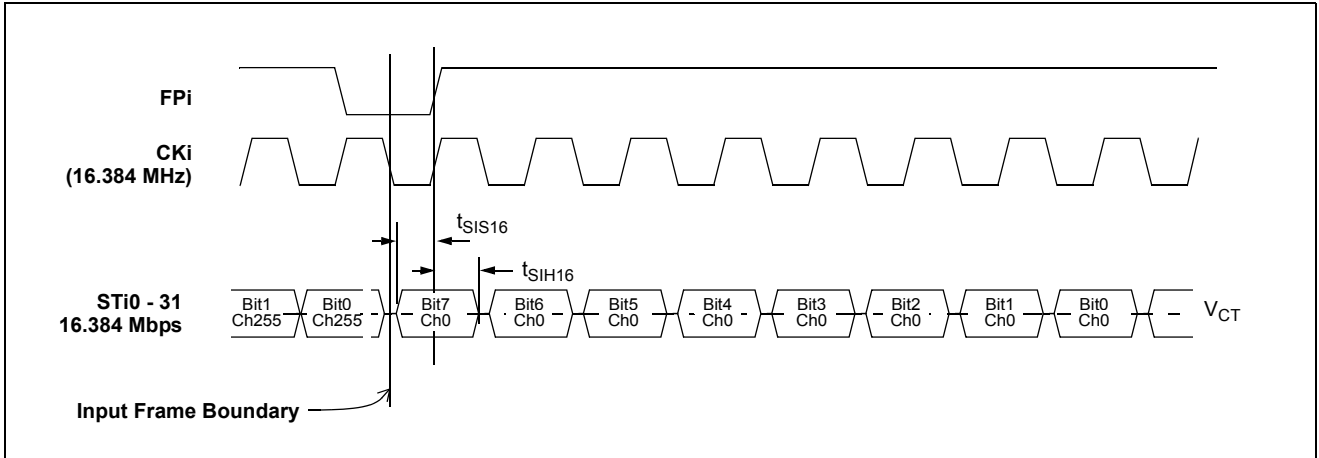 FPi
CKi
(16.384 MHz)
tSIS16
tSIH16
STi0 - 31
16.384 Mbps
Bit1
Ch255
Bit0
Ch255
Bit7
Ch0
Bit6
Ch0
Bit5
Ch0
Bit4
Ch0
Bit3
Ch0
Bit2
Ch0
Bit1
Ch0
Bit0
Ch0
VCT
Input Frame Boundary